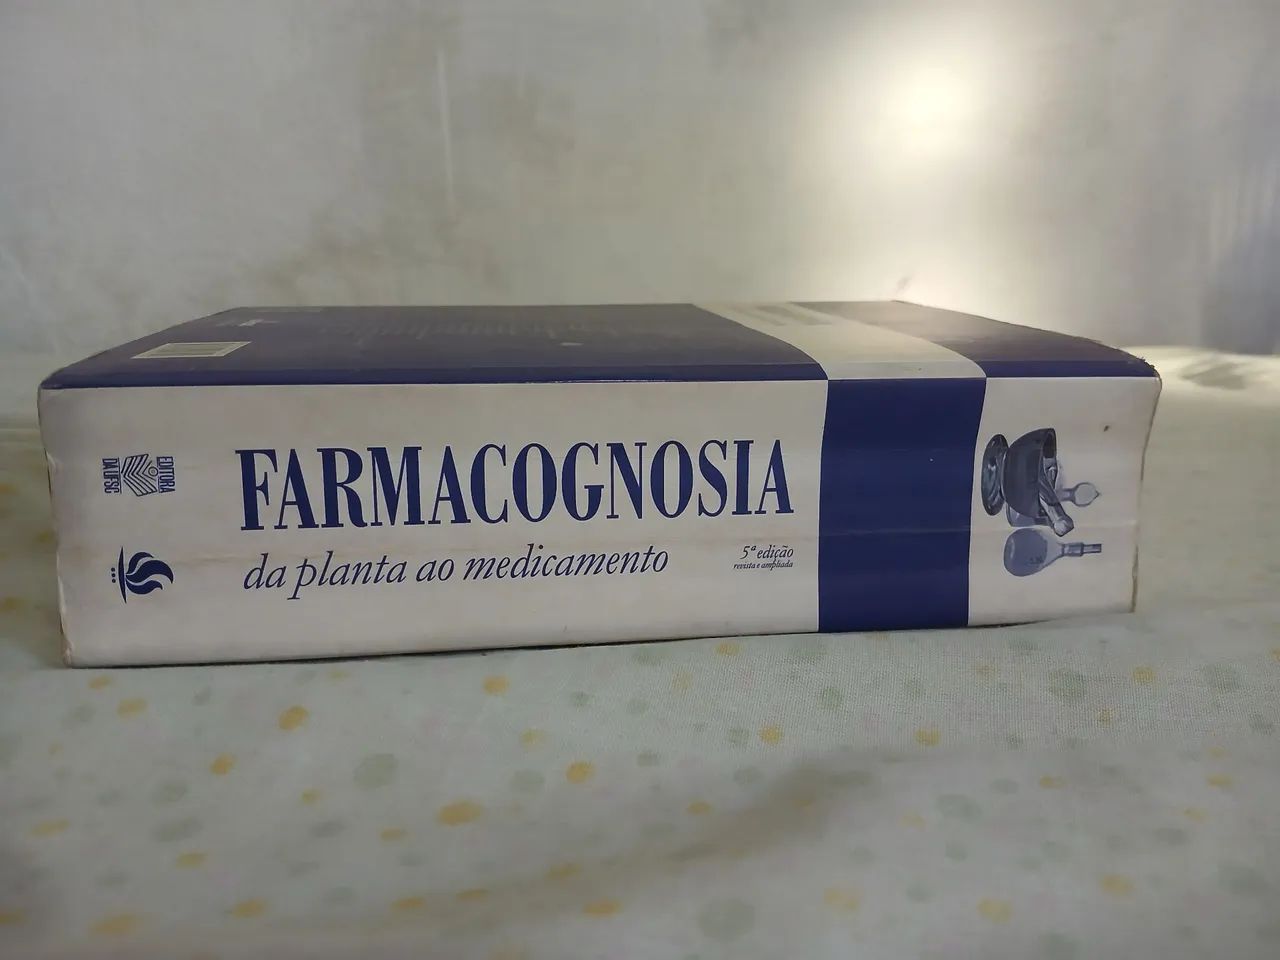 EDITORA
DA UFSC
FARMACOGNOSIA
da planta ao medicamento
5ª edição
revista e ampliada